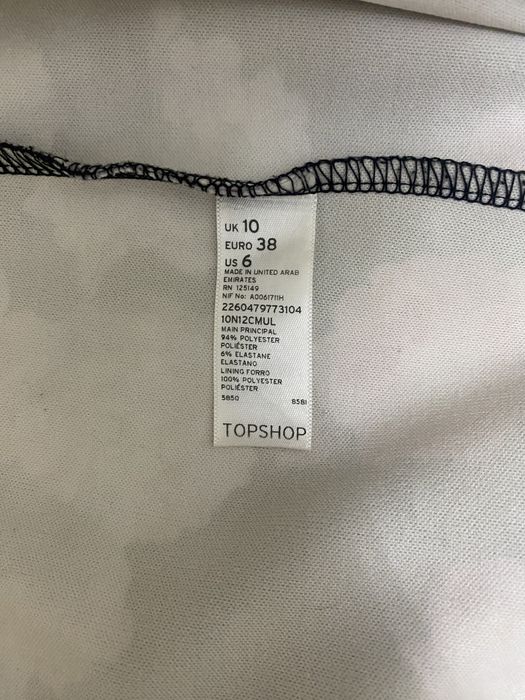 UK 10
EURO 38
US 6
MADE IN UNITED ARAB
EMIRATES
RN 125149
NIF No: A0061711H
2260479773104
10N12CMUL
MAIN PRINCIPAL
94% POLYESTER
POLIÉSTER
6% ELASTANE
ELASTANO
LINING FORRO
100% POLYESTER
POLIÉSTER
5850 8581
TOPSHOP